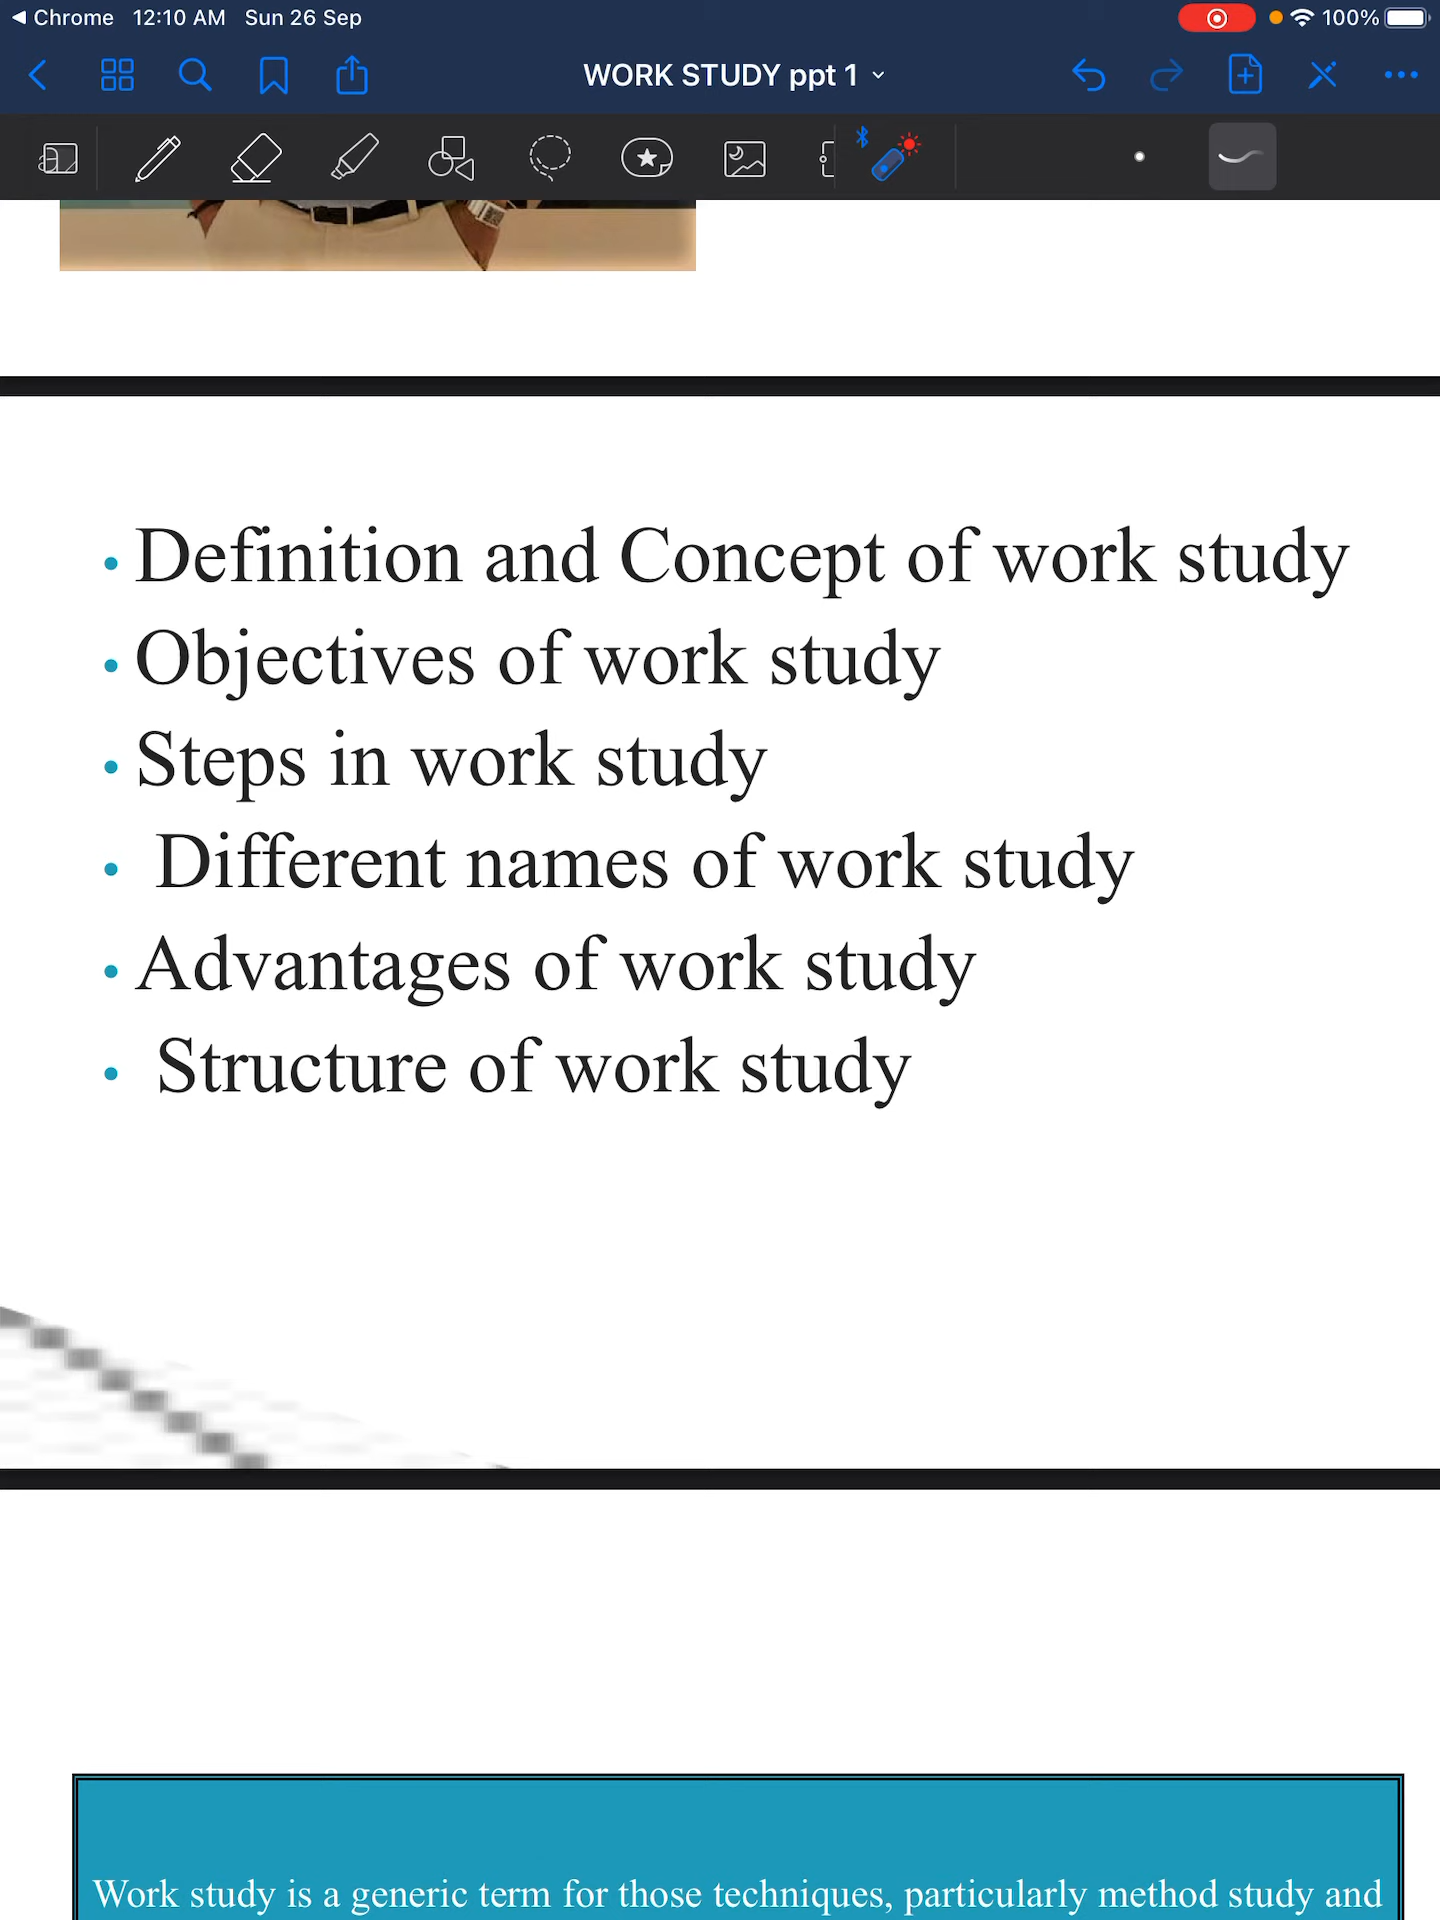 Chrome 12:10 AM Sun 26 Sep 100%
WORK STUDY ppt 1
• Definition and Concept of work study
• Objectives of work study
• Steps in work study
• Different names of work study
• Advantages of work study
• Structure of work study
Work study is a generic term for those techniques, particularly method study and